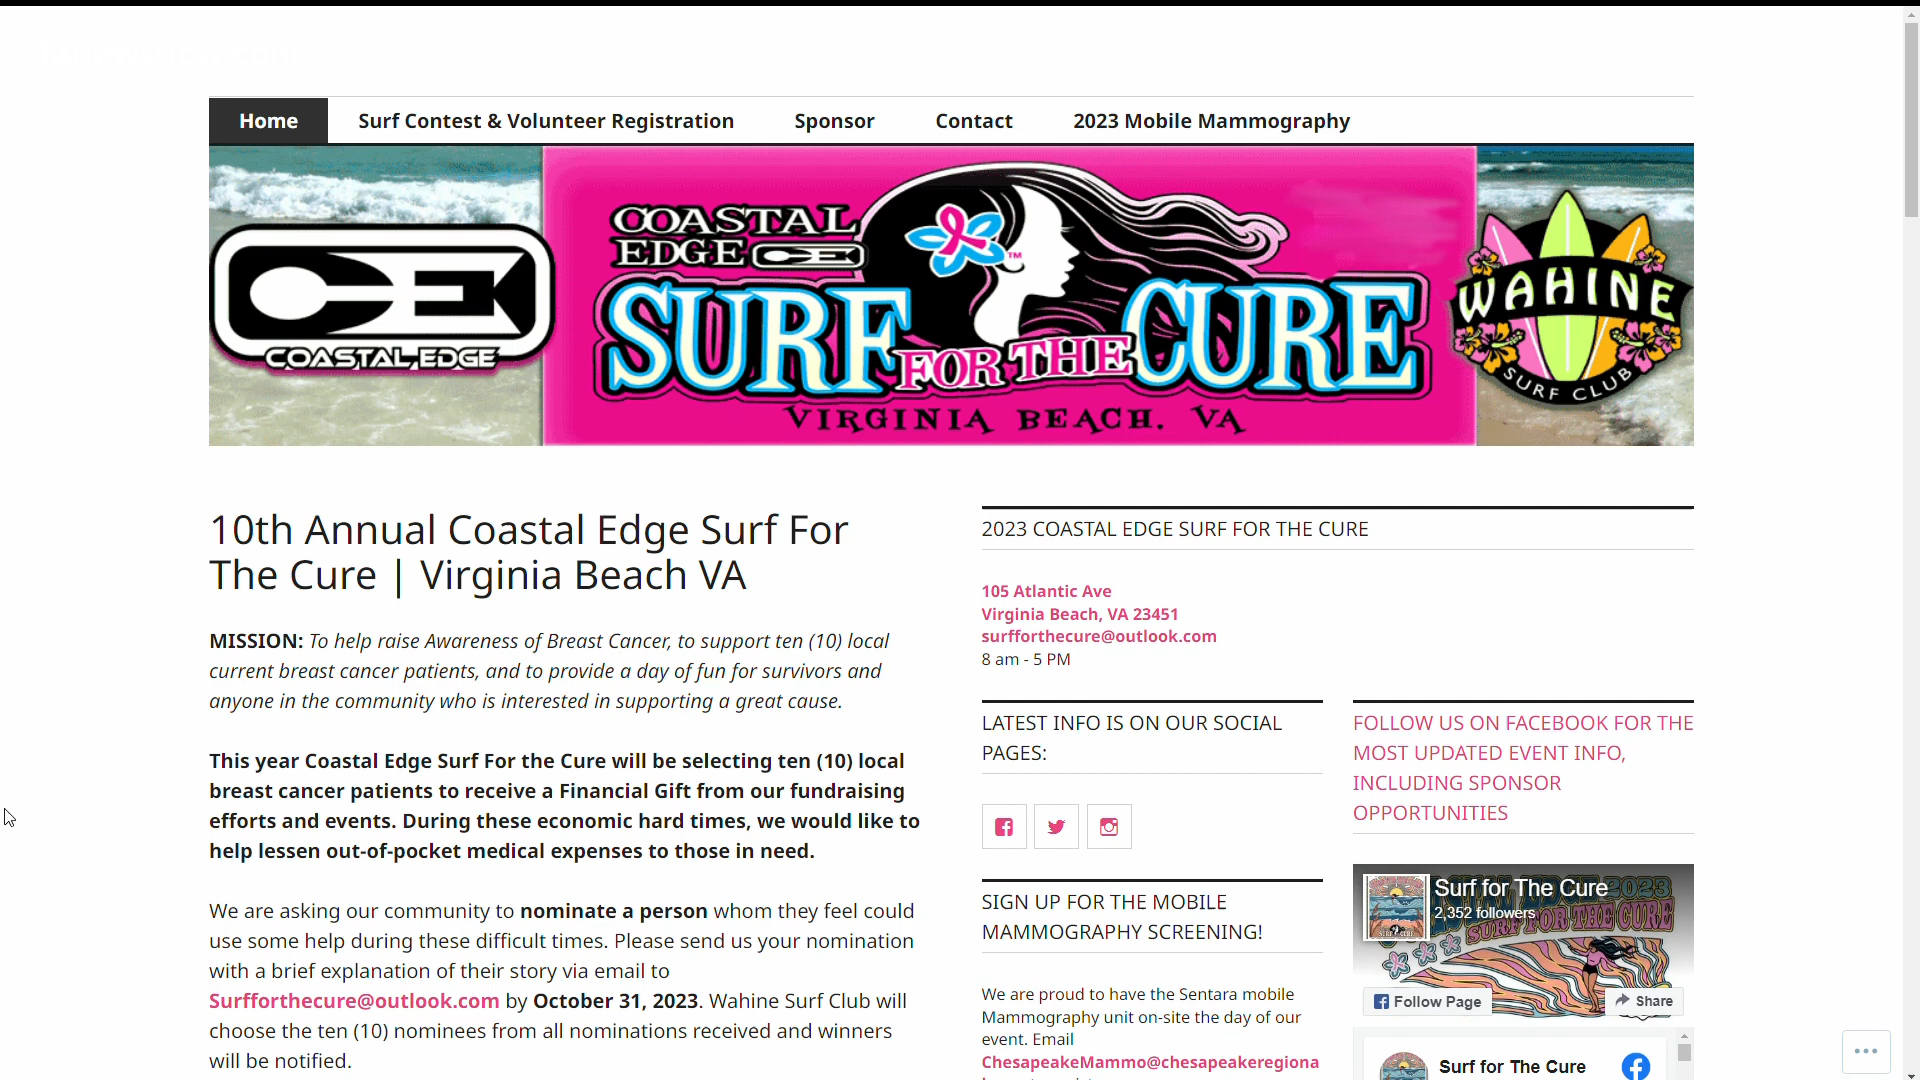 Home Surf Contest & Volunteer Registration Sponsor Contact 2023 Mobile Mammography
COASTAL EDGE
COASTAL
EDGE
SURF FOR THE CURE
VIRGINIA BEACH. VA
TM
WAHINE
SURF CLUB
10th Annual Coastal Edge Surf For
The Cure | Virginia Beach VA
MISSION: To help raise Awareness of Breast Cancer, to support ten (10) local
current breast cancer patients, and to provide a day of fun for survivors and
anyone in the community who is interested in supporting a great cause.
This year Coastal Edge Surf For the Cure will be selecting ten (10) local
breast cancer patients to receive a Financial Gift from our fundraising
efforts and events. During these economic hard times, we would like to
help lessen out-of-pocket medical expenses to those in need.
We are asking our community to nominate a person whom they feel could
use some help during these difficult times. Please send us your nomination
with a brief explanation of their story via email to
Surfforthecure@outlook.com by October 31, 2023. Wahine Surf Club will
choose the ten (10) nominees from all nominations received and winners
will be notified.
2023 COASTAL EDGE SURF FOR THE CURE
105 Atlantic Ave
Virginia Beach, VA 23451
surfforthecure@outlook.com
8 am - 5 PM
LATEST INFO IS ON OUR SOCIAL
PAGES:
SIGN UP FOR THE MOBILE
MAMMOGRAPHY SCREENING!
We are proud to have the Sentara mobile
Mammography unit on-site the day of our
event. Email
ChesapeakeMammo@chesapeakeregiona
FOLLOW US ON FACEBOOK FOR THE
MOST UPDATED EVENT INFO,
INCLUDING SPONSOR
OPPORTUNITIES
Surf for The Cure
2,352 followers
2023
SURF FOR THE CURE
Follow Page
Share
Surf for The Cure